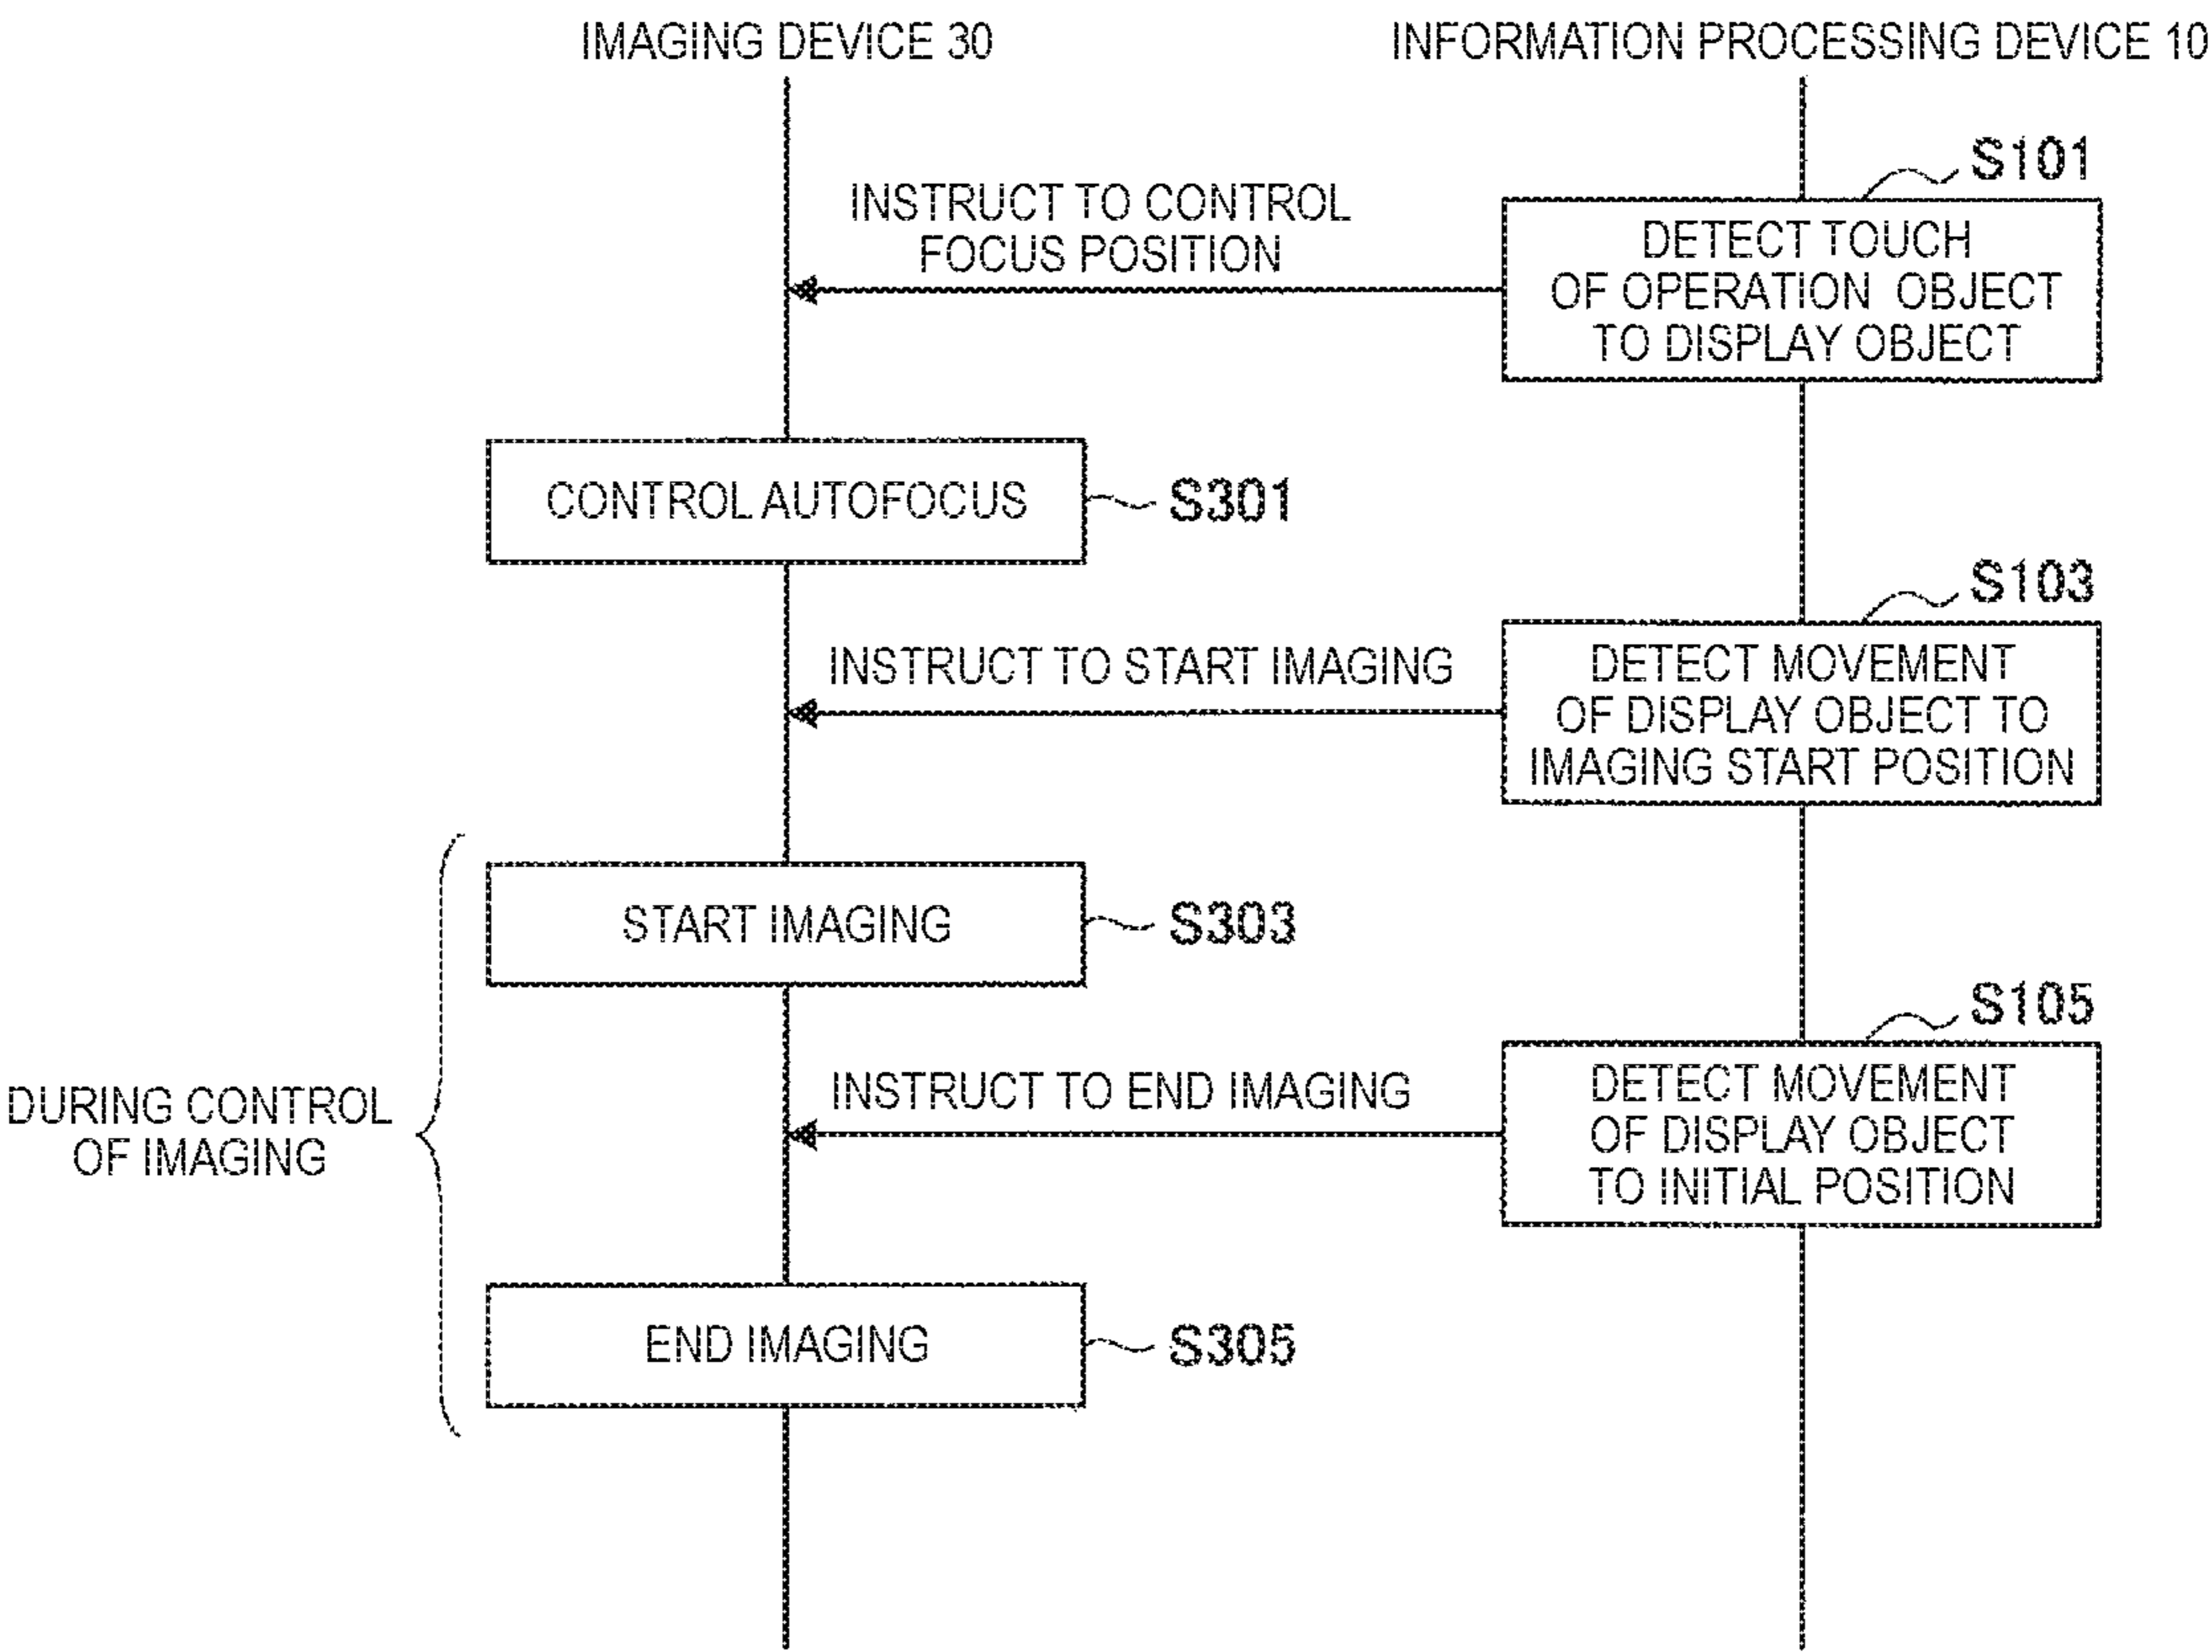 IMAGING DEVICE 30
INFORMATION PROCESSING DEVICE 10
S101
INSTRUCT TO CONTROL
FOCUS POSITION
DETECT TOUCH
OF OPERATION OBJECT
TO DISPLAY OBJECT
CONTROL AUTOFOCUS
S301
S103
INSTRUCT TO START IMAGING
DETECT MOVEMENT
OF DISPLAY OBJECT TO
IMAGING START POSITION
START IMAGING
S303
S105
DURING CONTROL
OF IMAGING
INSTRUCT TO END IMAGING
DETECT MOVEMENT
OF DISPLAY OBJECT
TO INITIAL POSITION
END IMAGING
S305